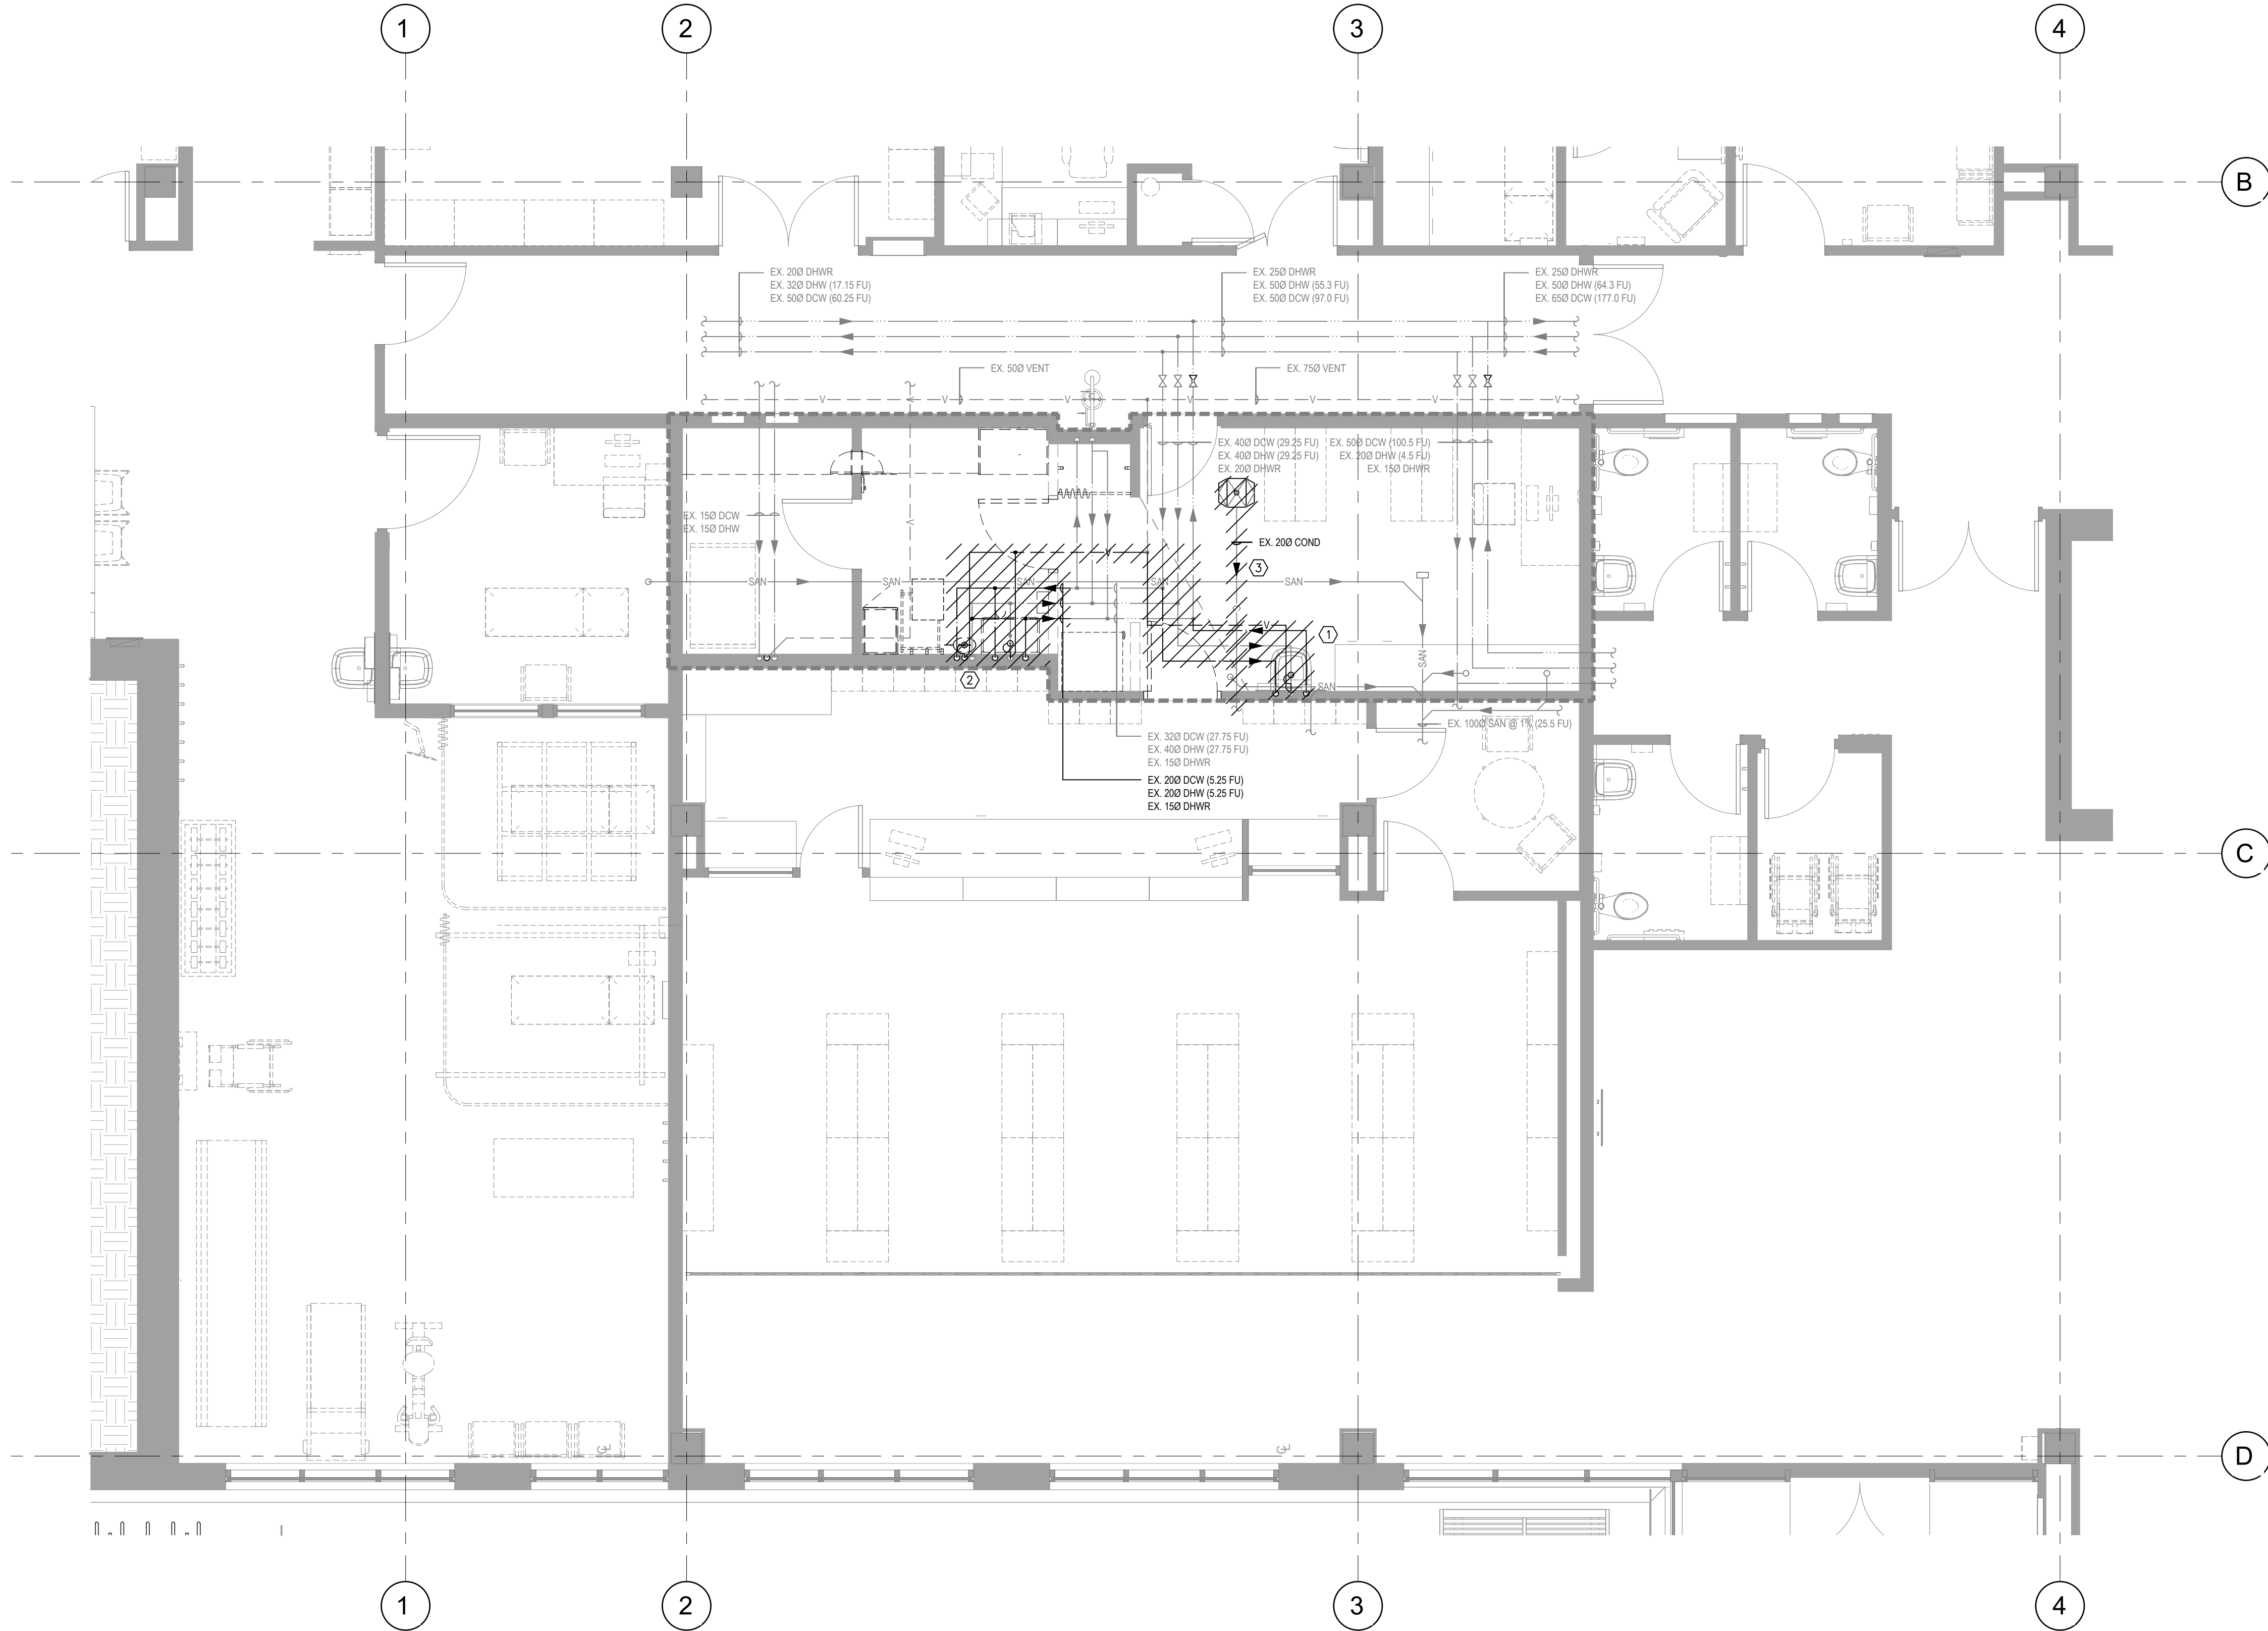 1
2
3
4
B
EX. 20Ø DHWR
EX. 32Ø DHW (17.15 FU)
EX. 50Ø DCW (60.25 FU)
EX. 25Ø DHWR
EX. 50Ø DHW (55.3 FU)
EX. 50Ø DCW (97.0 FU)
EX. 25Ø DHWR
EX. 50Ø DHW (64.3 FU)
EX. 65Ø DCW (177.0 FU)
EX. 50Ø VENT
EX. 75Ø VENT
V
V
V
V
V
V
V
V
EX. 40Ø DCW (29.25 FU)
EX. 40Ø DHW (29.25 FU)
EX. 20Ø DHWR
EX. 50Ø DCW (100.5 FU)
EX. 20Ø DHW (4.5 FU)
EX. 15Ø DHWR
EX. 15Ø DCW
EX. 15Ø DHW
V
EX. 20Ø COND
V
3
SAN
SAN
SAN
SAN
SAN
V
1
SAN
2
SAN
EX. 100Ø SAN @ 1% (25.5 FU)
EX. 32Ø DCW (27.75 FU)
EX. 40Ø DHW (27.75 FU)
EX. 15Ø DHWR
EX. 20Ø DCW (5.25 FU)
EX. 20Ø DHW (5.25 FU)
EX. 15Ø DHWR
C
D
1
2
3
4